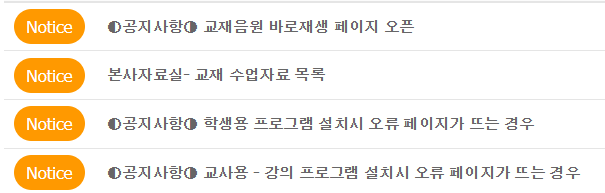 Notice ◐공지사항◑ 교재음원 바로재생 페이지 오픈
Notice 본사자료실- 교재 수업자료 목록
Notice ◐공지사항◑ 학생용 프로그램 설치시 오류 페이지가 뜨는 경우
Notice ◐공지사항◑ 교사용 - 강의 프로그램 설치시 오류 페이지가 뜨는 경우